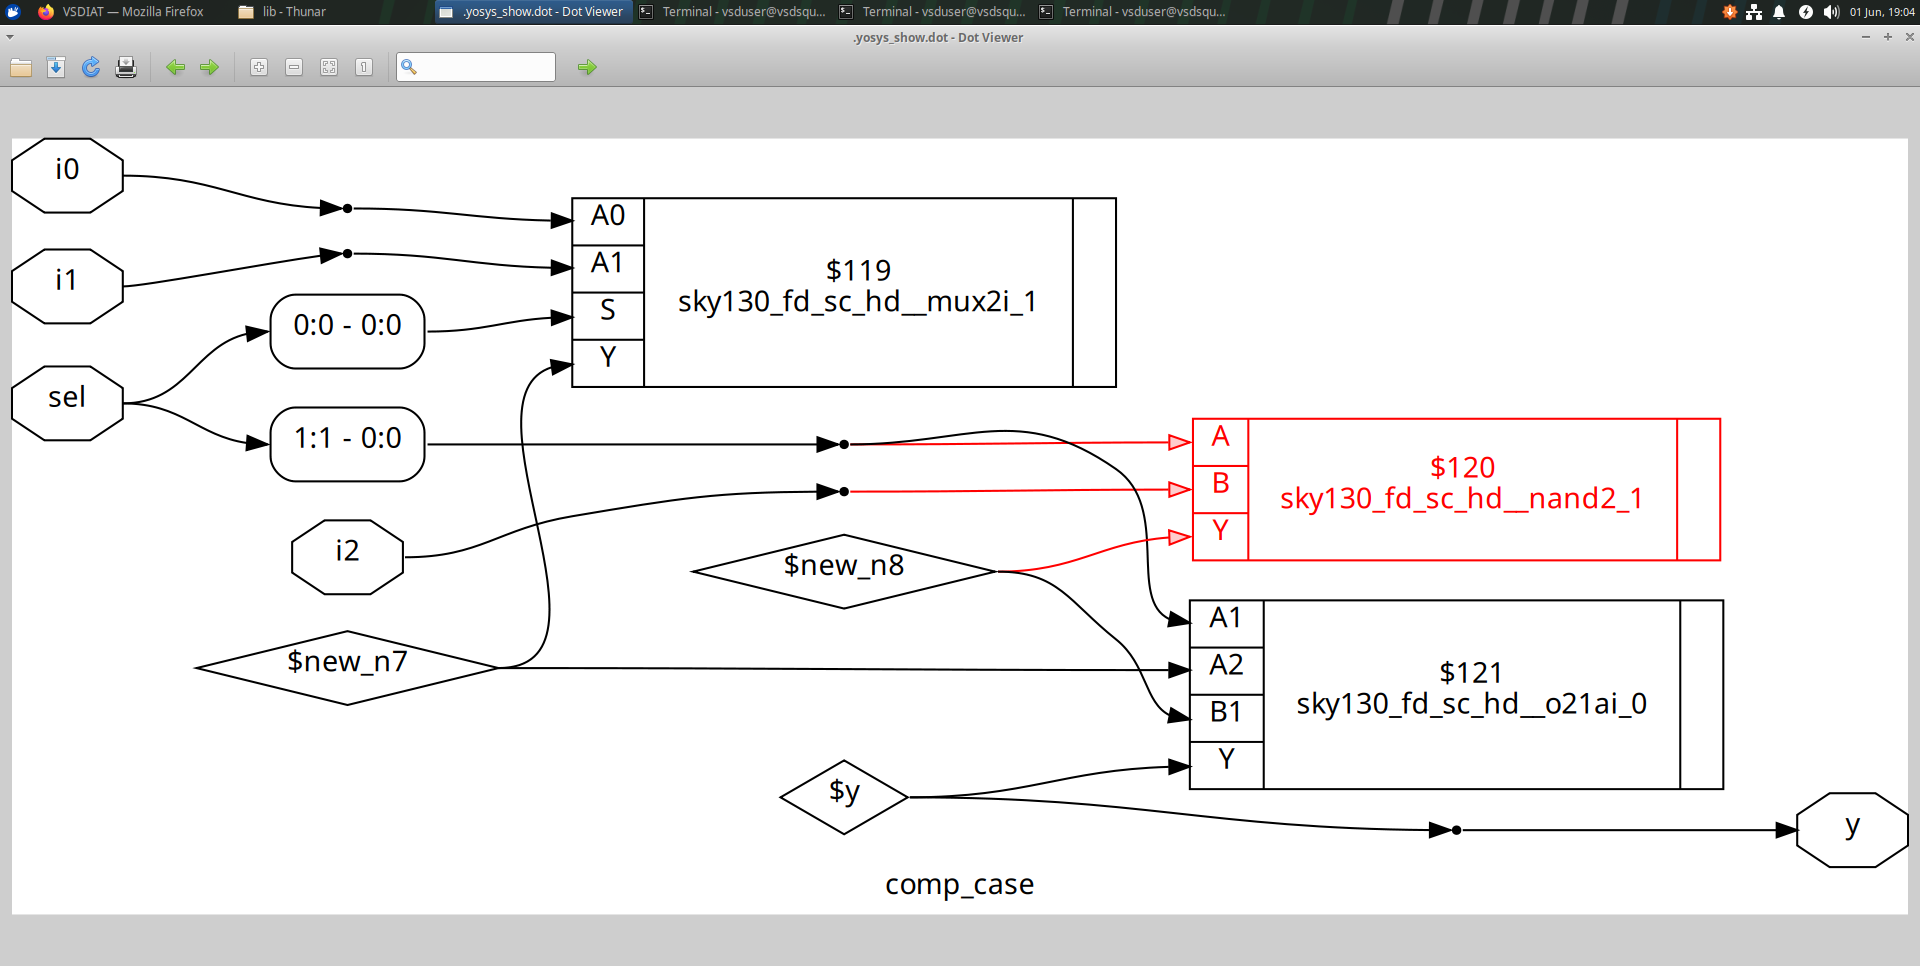 VSDIAT — Mozilla Firefox
lib - Thunar
.yosys_show.dot - Dot Viewer
Terminal - vsduser@vsdsqu...
Terminal - vsduser@vsdsqu...
Terminal - vsduser@vsdsqu...
01 Jun, 19:04
.yosys_show.dot - Dot Viewer
i0
i1
sel
0:0 - 0:0
1:1 - 0:0
i2
$new_n7
A0
A1
S
Y
$119
sky130_fd_sc_hd__mux2i_1
$new_n8
$y
A
B
Y
$120
sky130_fd_sc_hd__nand2_1
A1
A2
B1
Y
$121
sky130_fd_sc_hd__o21ai_0
y
comp_case